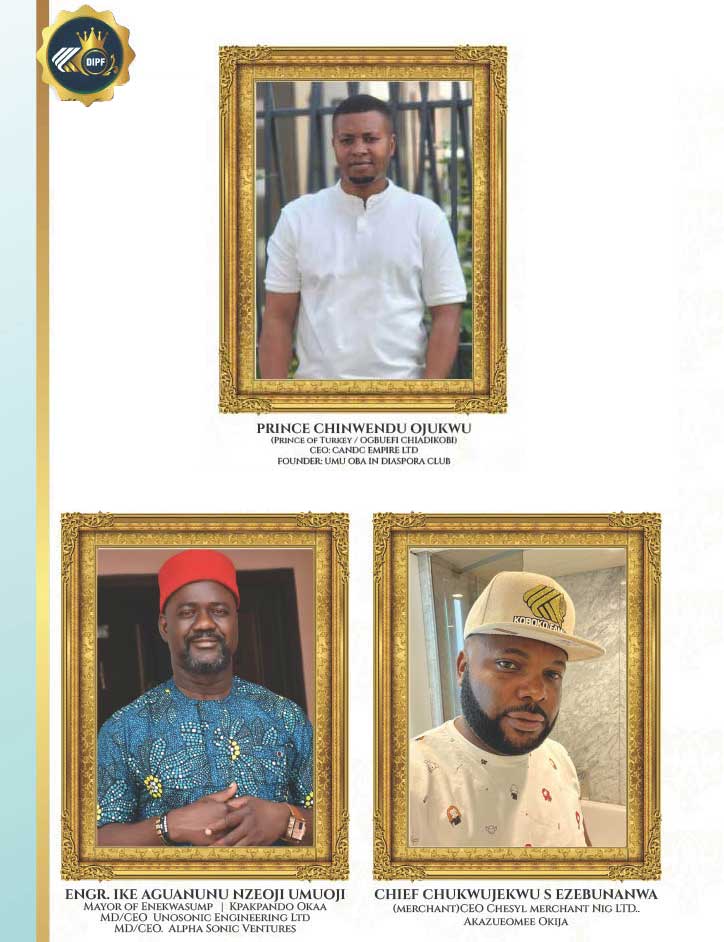 DIPF
PRINCE CHINWENDU OJUKWU
(PRINCE OF TURKEY / OGBUEFI CHIADIKOBI)
CEO: CANDC EMPIRE LTD
FOUNDER: UMU OBA IN DIASPORA CLUB
KOBOKO FA
ENGR. IKE AGUANUNU NZEOJI UMUOJI
MAYOR OF ENEKWASUMP | KPAKPANDO OKAA
MD/CEO UNOSONIC ENGINEERING LTD
MD/CEO. ALPHA SONIC VENTURES
CHIEF CHUKWUJEKWU S EZEBUNANWA
(MERCHANT)CEO CHESYL MERCHANT NIG LTD..
AKAZUEOMEE OKIJA